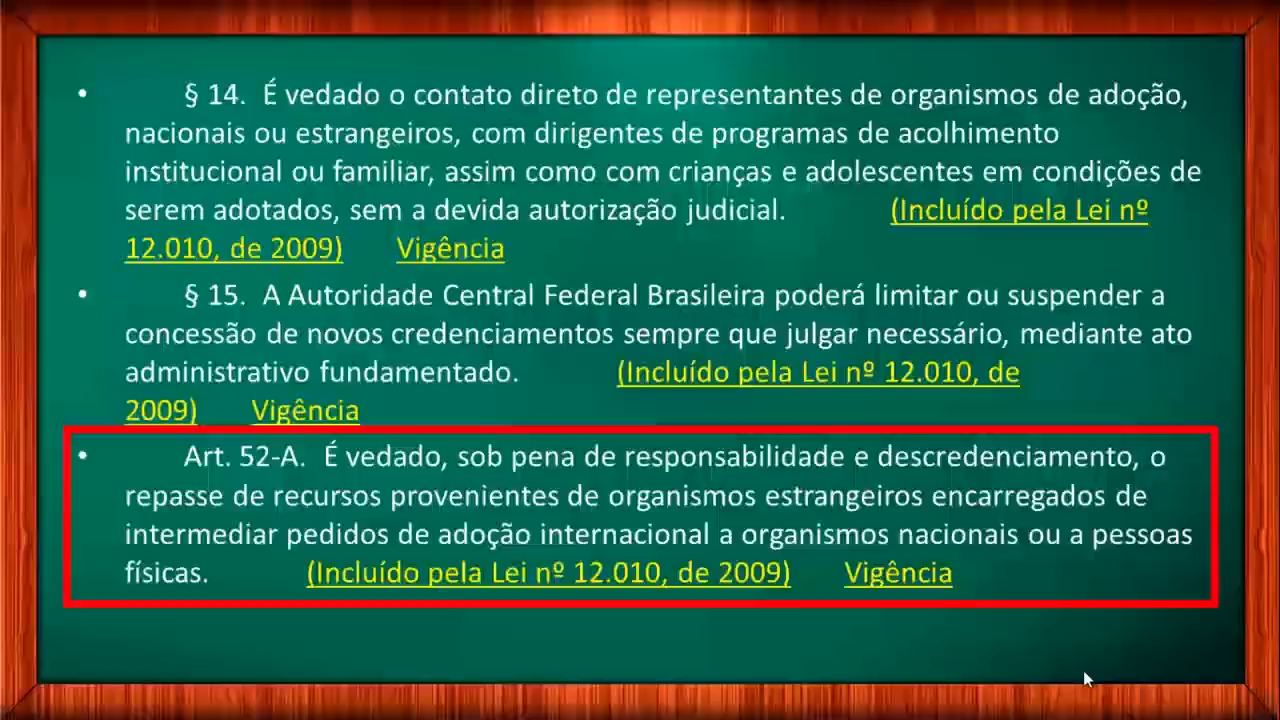 • § 14. É vedado o contato direto de representantes de organismos de adoção,
nacionais ou estrangeiros, com dirigentes de programas de acolhimento
institucional ou familiar, assim como com crianças e adolescentes em condições de
serem adotados, sem a devida autorização judicial. (Incluído pela Lei nº
12.010, de 2009) Vigência
• § 15. A Autoridade Central Federal Brasileira poderá limitar ou suspender a
concessão de novos credenciamentos sempre que julgar necessário, mediante ato
administrativo fundamentado. (Incluído pela Lei nº 12.010, de
2009) Vigência
• Art. 52-A. É vedado, sob pena de responsabilidade e descredenciamento, o
repasse de recursos provenientes de organismos estrangeiros encarregados de
intermediar pedidos de adoção internacional a organismos nacionais ou a pessoas
físicas. (Incluído pela Lei nº 12.010, de 2009) Vigência